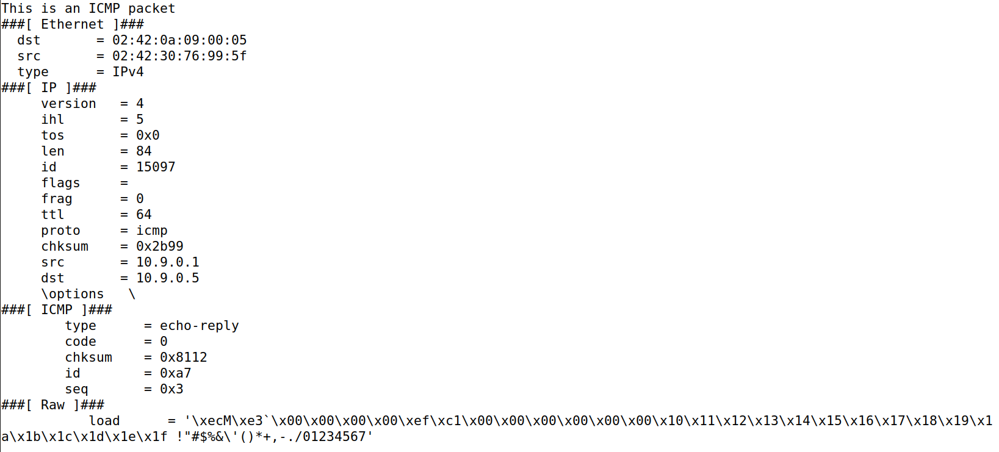 This is an ICMP packet
###[ Ethernet ]###
  dst       = 02:42:0a:09:00:05
  src       = 02:42:30:76:99:5f
  type      = IPv4
###[ IP ]###
     version   = 4
     ihl       = 5
     tos       = 0x0
     len       = 84
     id        = 15097
     flags     =
     frag      = 0
     ttl       = 64
     proto     = icmp
     chksum    = 0x2b99
     src       = 10.9.0.1
     dst       = 10.9.0.5
     \options   \
###[ ICMP ]###
        type      = echo-reply
        code      = 0
        chksum    = 0x8112
        id        = 0xa7
        seq       = 0x3
###[ Raw ]###
           load      = '\xecM\xe3`\x00\x00\x00\x00\xef\xc1\x00\x00\x00\x00\x00\x00\x10\x11\x12\x13\x14\x15\x16\x17\x18\x19\x1
a\x1b\x1c\x1d\x1e\x1f !"#$%&\'()*+,-./01234567'